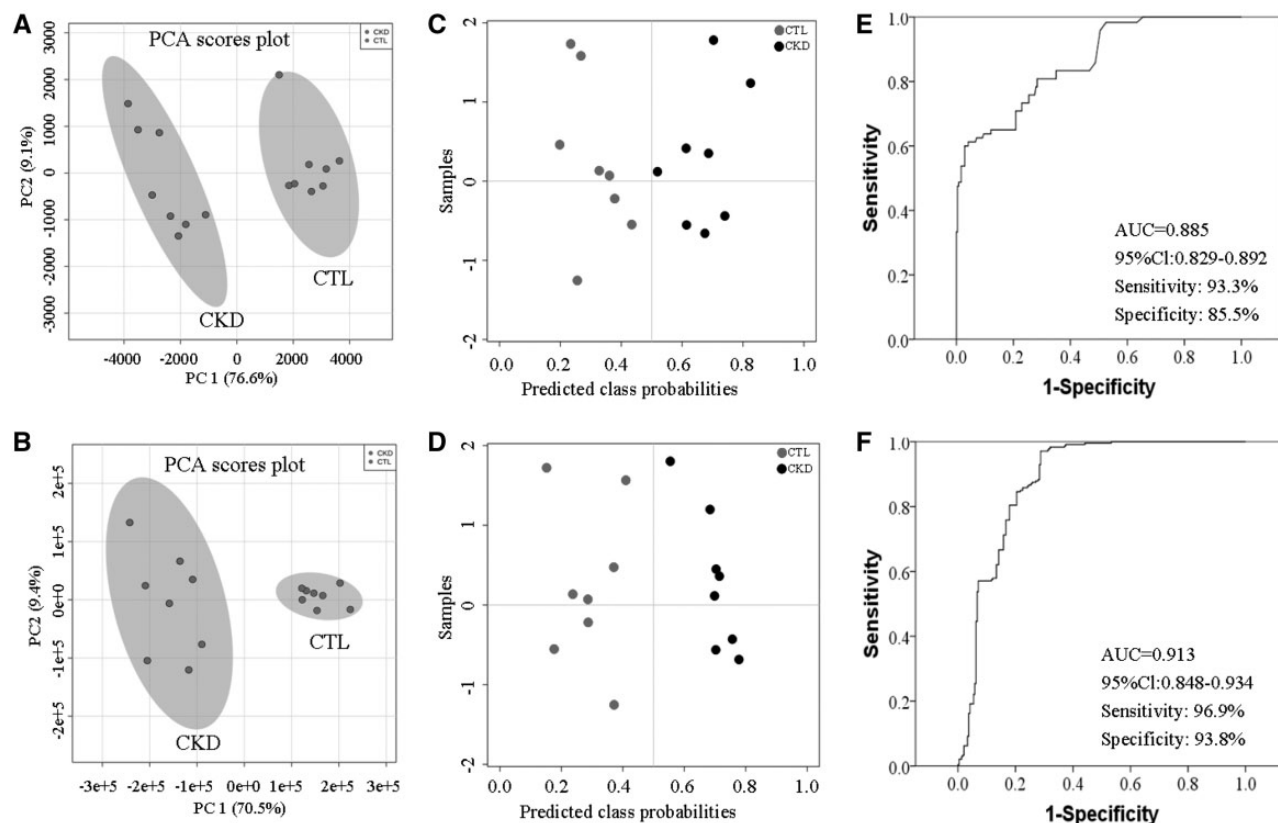 A
PCA scores plot
CKD
CTL
3000
2000
1000
0
-1000
-2000
-3000
PC2 (9.1%)
CTL
CKD
-4000 -2000 0 2000 4000
PC 1 (76.6%)
C
CTL
CKD
2
1
0
-1
-2
Samples
0.0 0.2 0.4 0.6 0.8 1.0
Predicted class probabilities
E
1.0
0.8
0.6
0.4
0.2
0.0
Sensitivity
AUC=0.885
95%Cl:0.829-0.892
Sensitivity: 93.3%
Specificity: 85.5%
0.0 0.2 0.4 0.6 0.8 1.0
1-Specificity
B
PCA scores plot
CKD
CTL
2e+5
1e+5
0e+0
-1e+5
-2e+5
PC2 (9.4%)
CTL
CKD
-3e+5 -2e+5 -1e+5 0e+0 1e+5 2e+5 3e+5
PC 1 (70.5%)
D
CTL
CKD
2
1
0
-1
-2
Samples
0.0 0.2 0.4 0.6 0.8 1.0
Predicted class probabilities
F
1.0
0.8
0.6
0.4
0.2
0.0
Sensitivity
AUC=0.913
95%Cl:0.848-0.934
Sensitivity: 96.9%
Specificity: 93.8%
0.0 0.2 0.4 0.6 0.8 1.0
1-Specificity